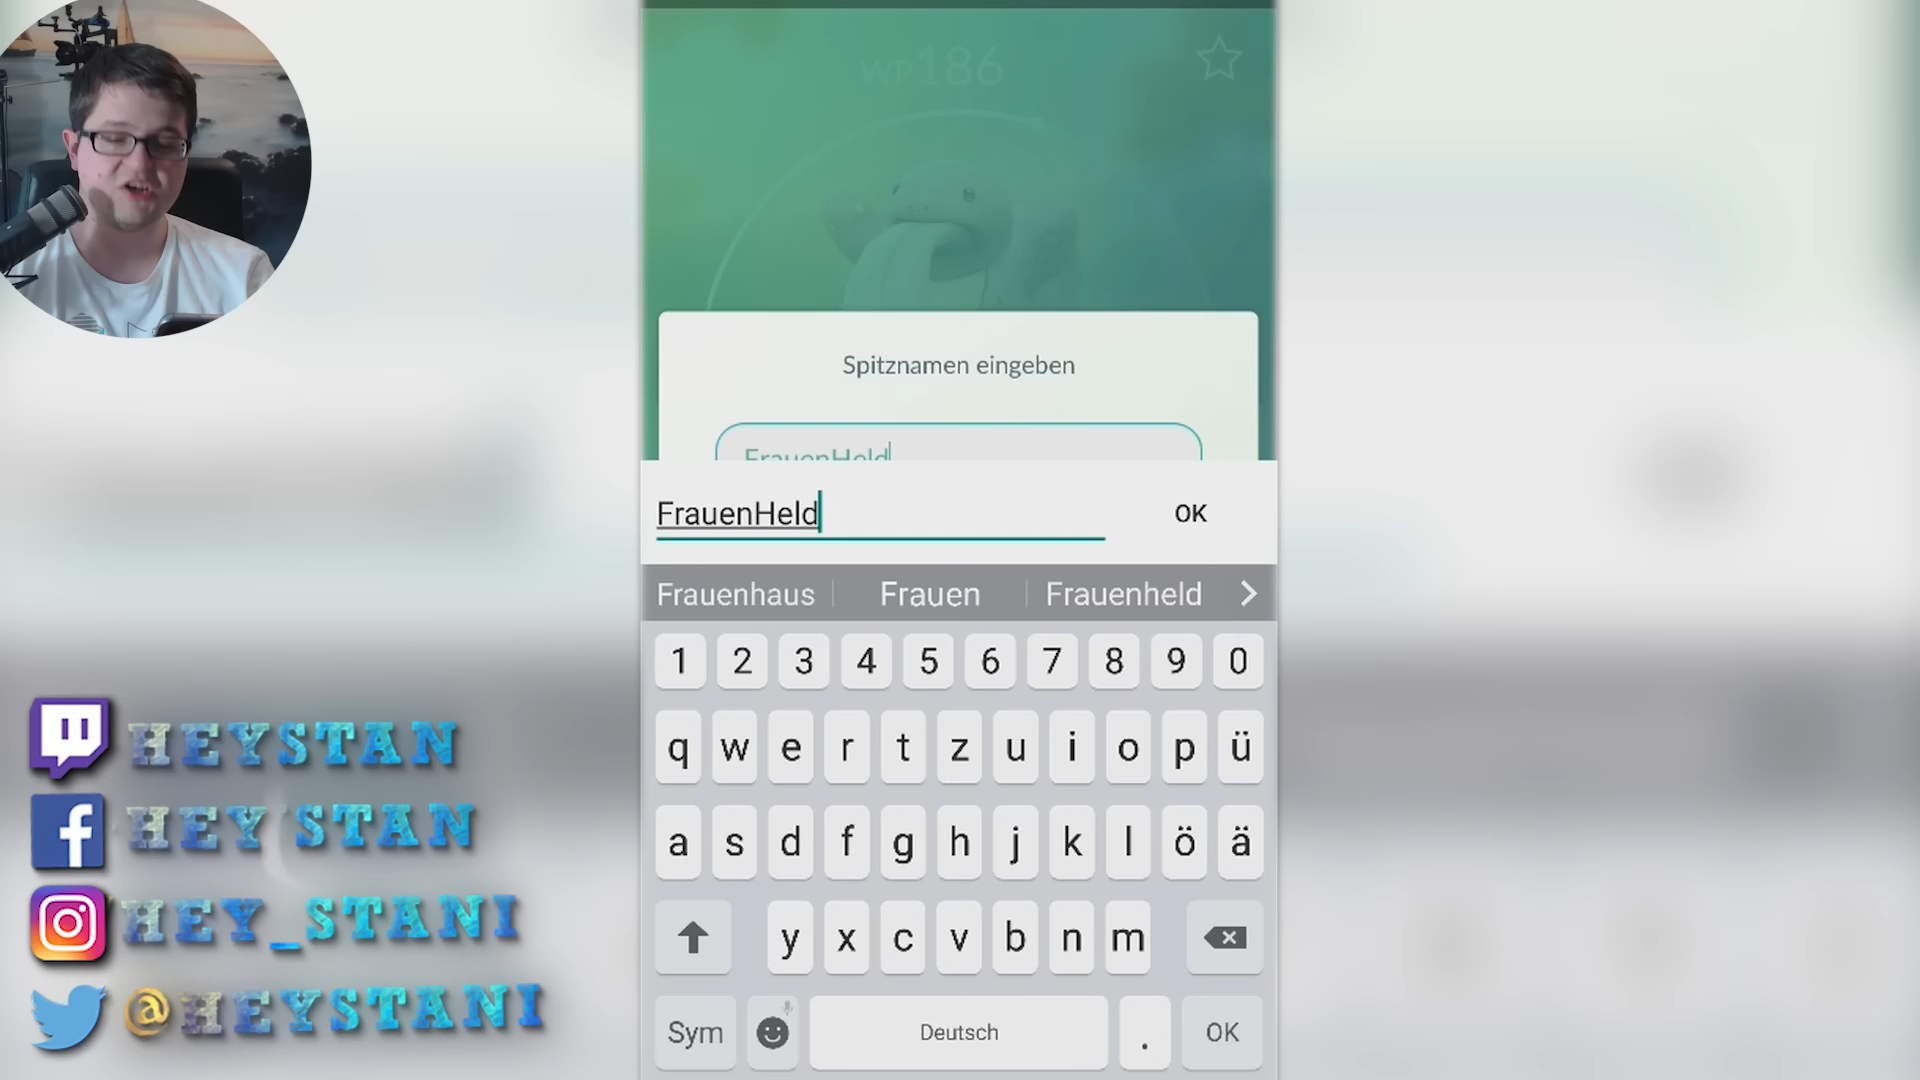 WP186
Spitznamen eingeben
FrauenHeld
FrauenHeld
OK
Frauenhaus Frauen Frauenheld
1 2 3 4 5 6 7 8 9 0
q w e r t z u i o p ü
a s d f g h j k l ö ä
y x c v b n m
Sym Deutsch . OK
HEYSTAN
HEY STAN
HEY_STANI
@HEYSTANI